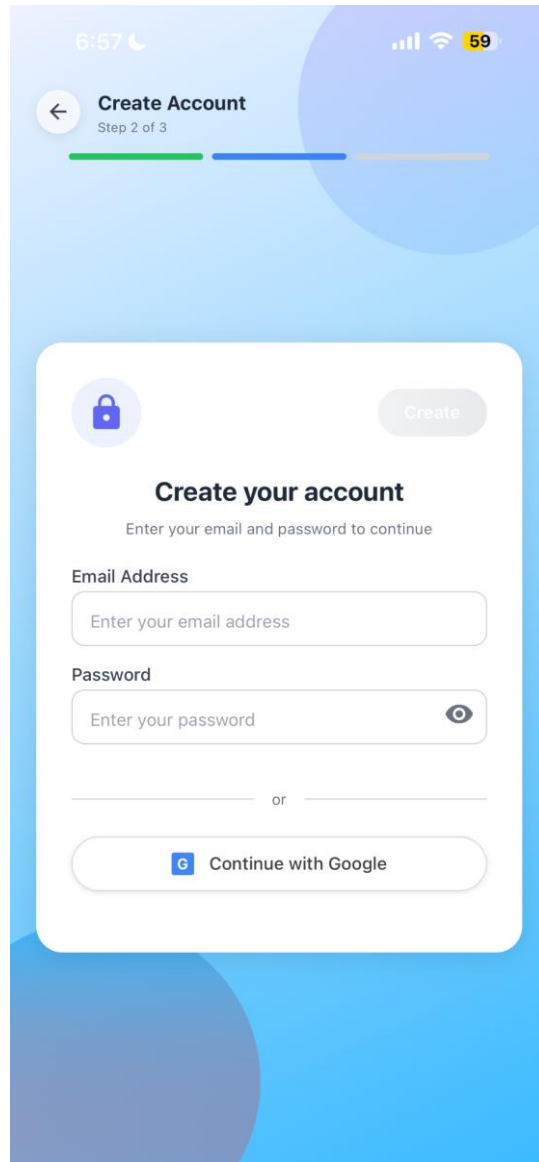 6:57
59
Create Account
Step 2 of 3
Create
Create your account
Enter your email and password to continue
Email Address
Enter your email address
Password
Enter your password
or
G Continue with Google